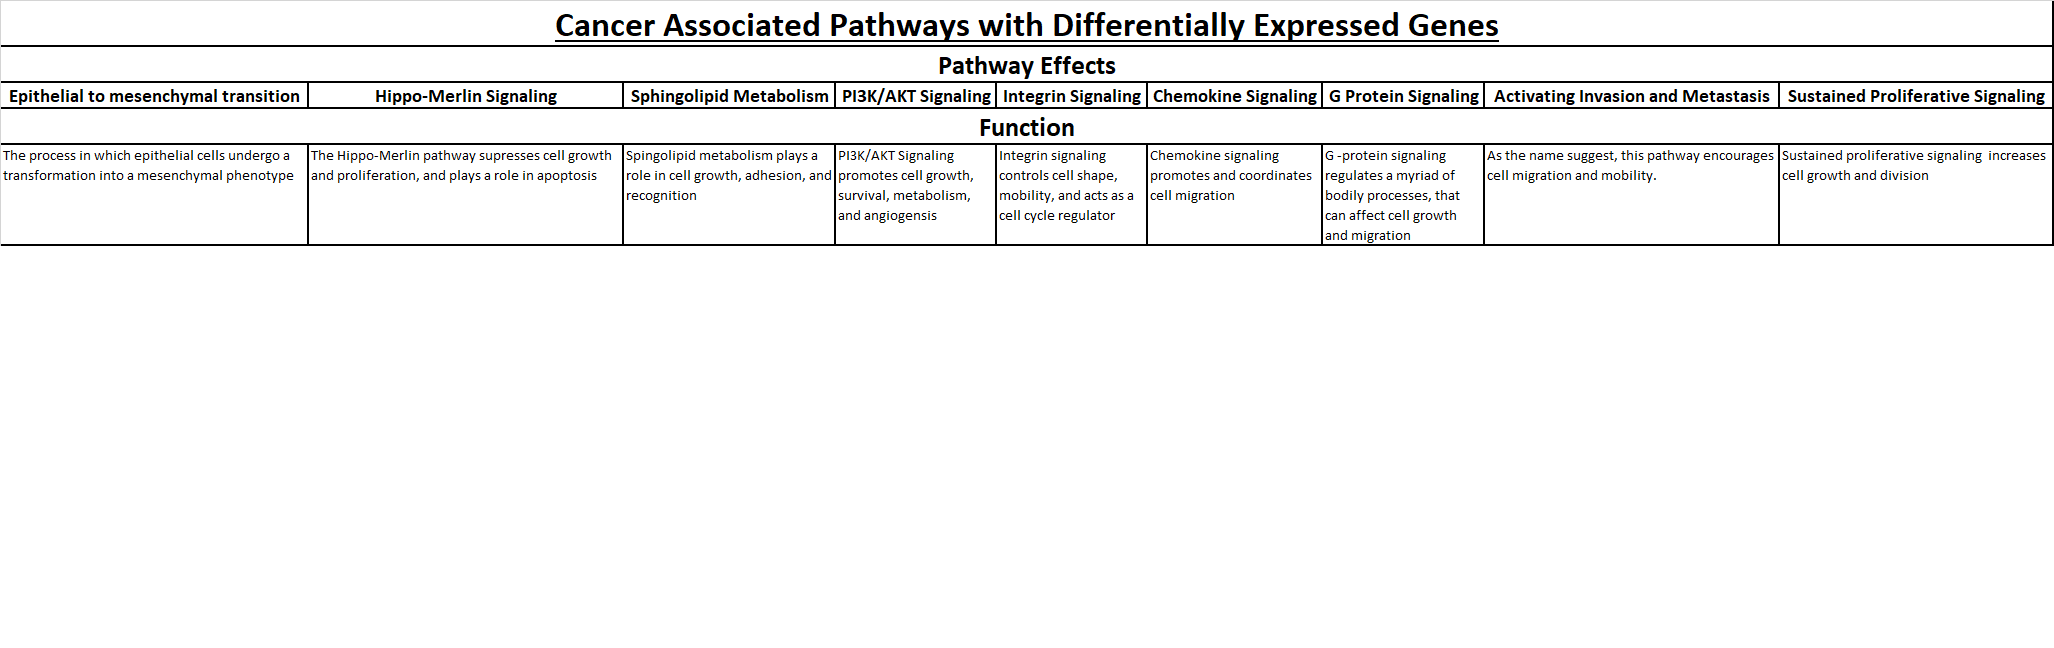 Cancer Associated Pathways with Differentially Expressed Genes
Pathway Effects
Epithelial to mesenchymal transition
Hippo-Merlin Signaling
Sphingolipid Metabolism
PI3K/AKT Signaling
Integrin Signaling
Chemokine Signaling
G Protein Signaling
Activating Invasion and Metastasis
Sustained Proliferative Signaling
Function
The process in which epithelial cells undergo a
transformation into a mesenchymal phenotype
The Hippo-Merlin pathway supresses cell growth
and proliferation, and plays a role in apoptosis
Spingolipid metabolism plays a
role in cell growth, adhesion, and
recognition
PI3K/AKT Signaling
promotes cell growth,
survival, metabolism,
and angiogensis
Integrin signaling
controls cell shape,
mobility, and acts as a
cell cycle regulator
Chemokine signaling
promotes and coordinates
cell migration
G -protein signaling
regulates a myriad of
bodily processes, that
can affect cell growth
and migration
As the name suggest, this pathway encourages
cell migration and mobility.
Sustained proliferative signaling  increases
cell growth and division